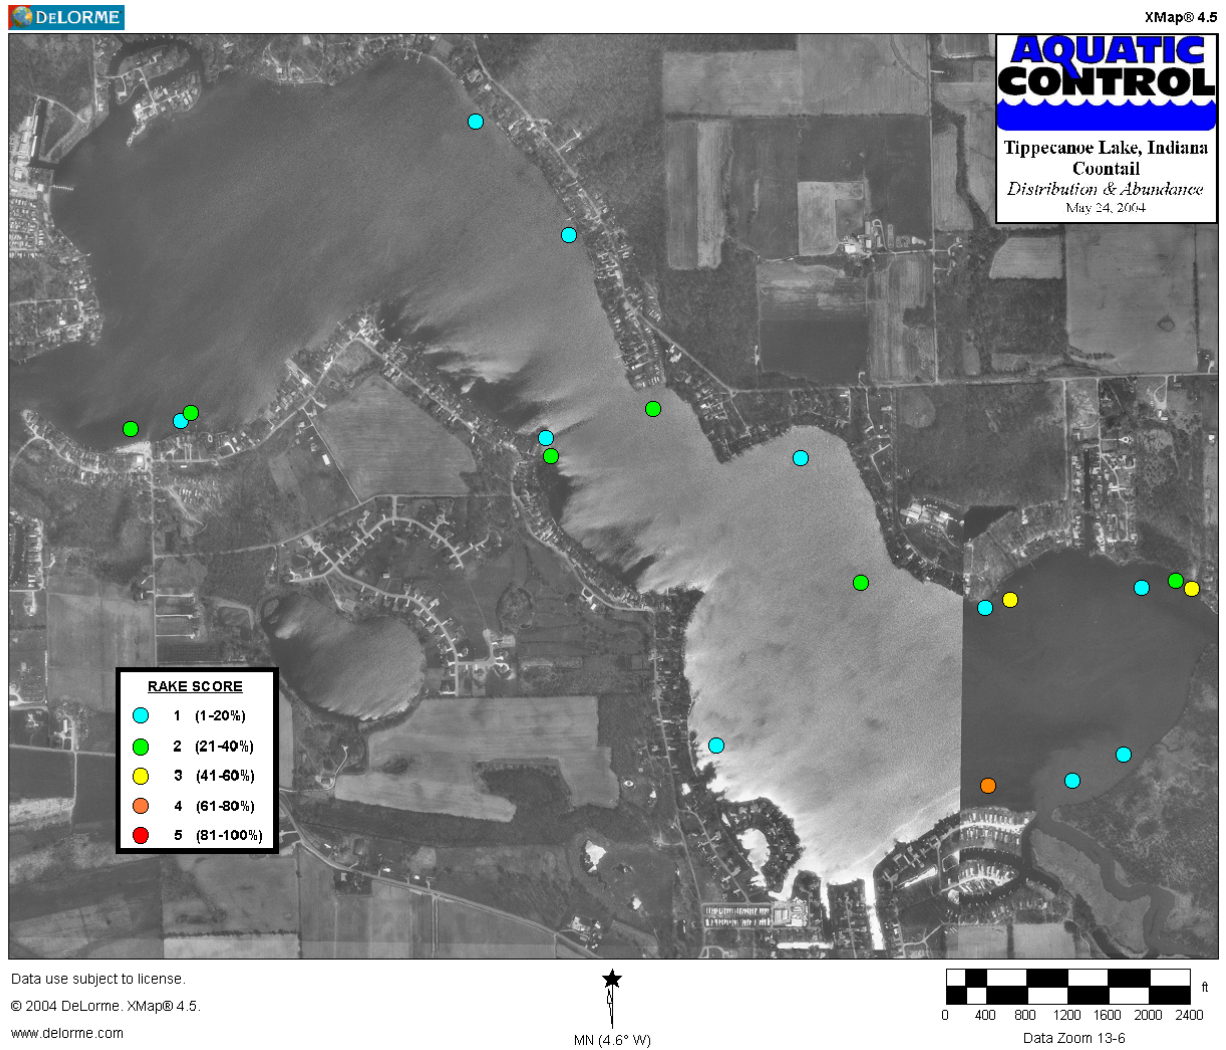 DELORME
XMap® 4.5
AQUATIC
CONTROL
Tippecanoe Lake, Indiana
Coontail
Distribution & Abundance
May 24, 2004
RAKE SCORE
1 (1-20%)
2 (21-40%)
3 (41-60%)
4 (61-80%)
5 (81-100%)
Data use subject to license.
© 2004 DeLorme. XMap® 4.5.
www.delorme.com
MN (4.6° W)
ft
0 400 800 1200 1600 2000 2400
Data Zoom 13-6